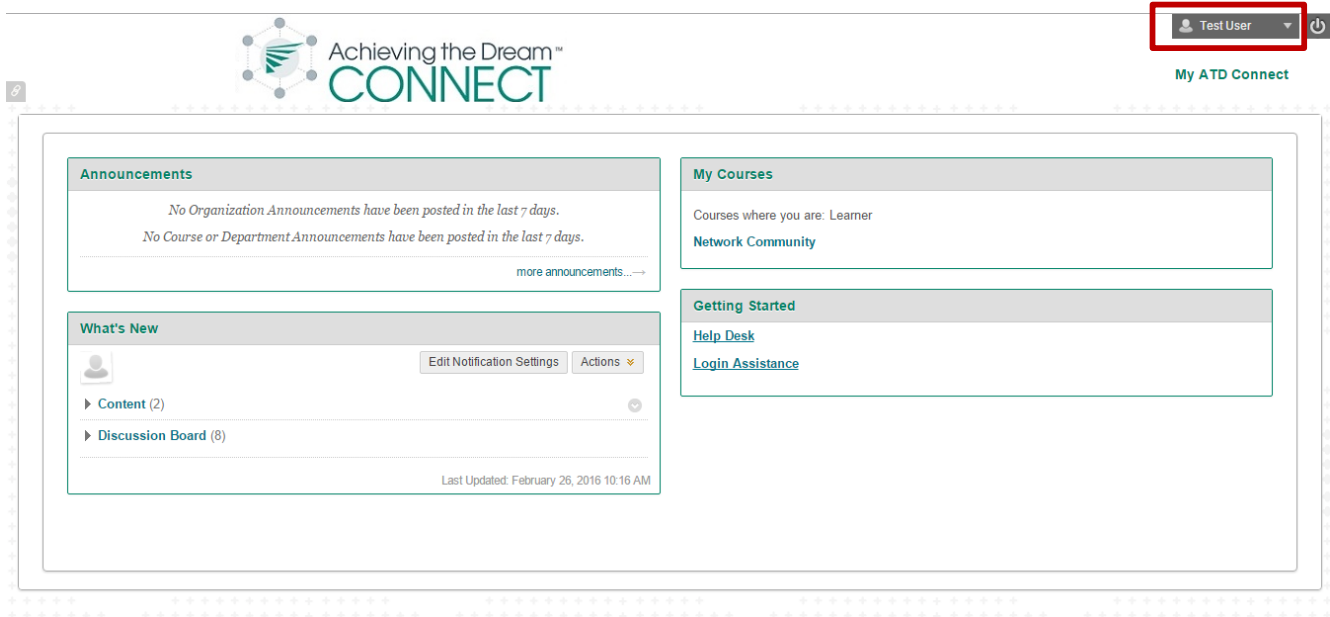 Test User
Achieving the Dream™
CONNECT
My ATD Connect
Announcements
No Organization Announcements have been posted in the last 7 days.
No Course or Department Announcements have been posted in the last 7 days.
more announcements...→
What's New
Edit Notification Settings
Actions
Content (2)
Discussion Board (8)
Last Updated: February 26, 2016 10:16 AM
My Courses
Courses where you are: Learner
Network Community
Getting Started
Help Desk
Login Assistance